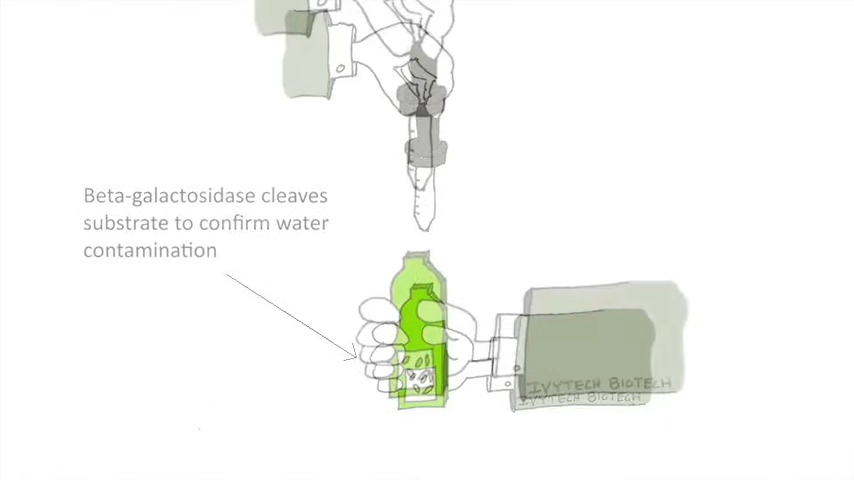 Beta-galactosidase cleaves
substrate to confirm water
contamination
IVYTECH BIOTECH
IVYTECH BIOTECH